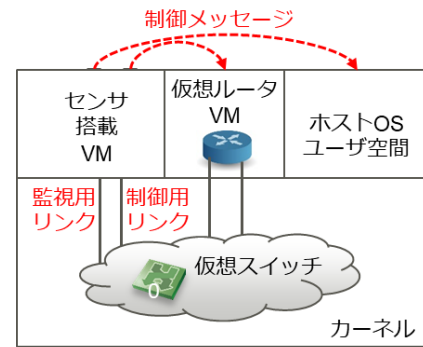 制御メッセージ
センサ
搭載
VM
仮想ルータ
VM
ホストOS
ユーザ空間
監視用
リンク
制御用
リンク
仮想スイッチ
0
カーネル